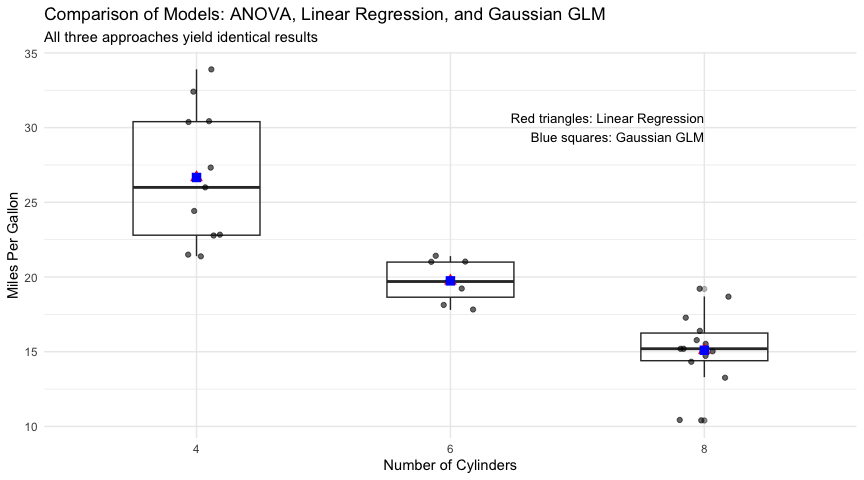 Comparison of Models: ANOVA, Linear Regression, and Gaussian GLM
All three approaches yield identical results
35
30
25
20
15
10
Miles Per Gallon
Red triangles: Linear Regression
Blue squares: Gaussian GLM
4
6
8
Number of Cylinders